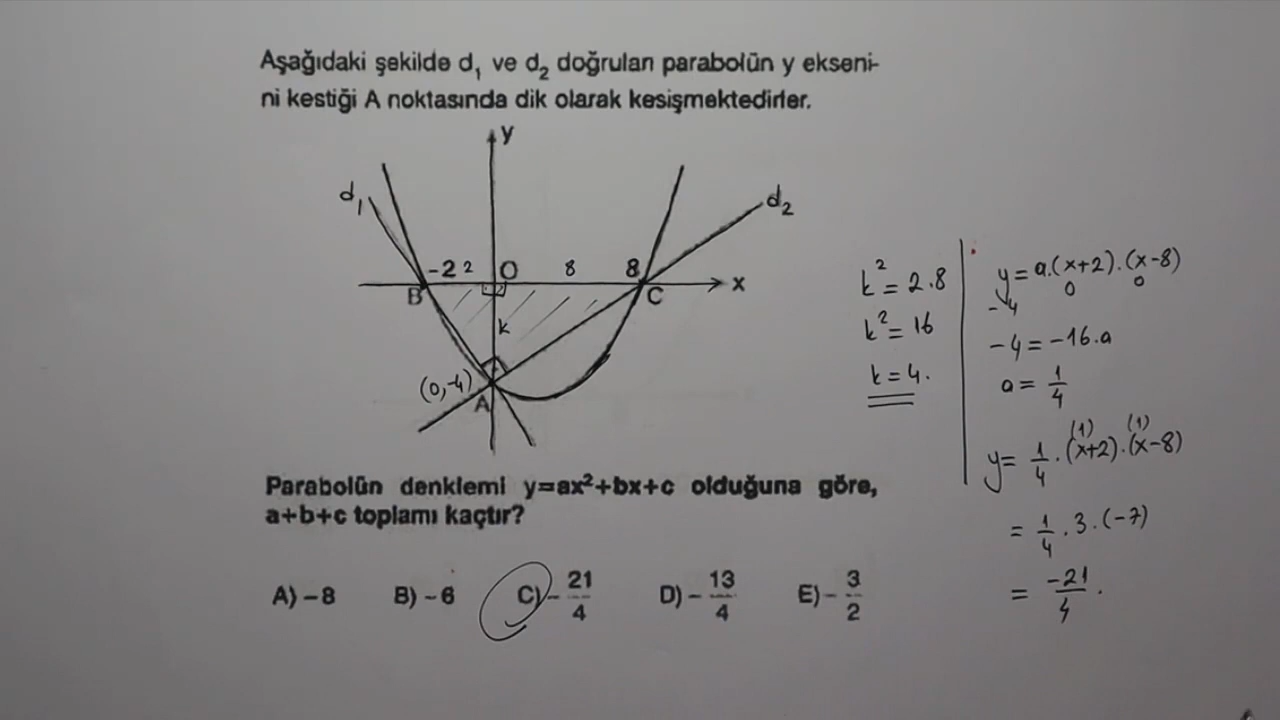 Aşağıdaki şekilde d₁ ve d₂ doğruları parabolün y ekseni-
ni kestiği A noktasında dik olarak kesişmektedirler.
y
d₁
d₂
-2 2 O 8 8
x
B
C
k
(0,-4)
A
k² = 2.8
k² = 16
k = 4.
y = a.(x+2).(x-8)
-4 0 0
-4 = -16.a
a = 1/4
(1) (1)
y = 1/4 . (x+2).(x-8)
= 1/4 . 3 . (-7)
= -21/4 .
Parabolün denklemi y=ax²+bx+c olduğuna göre,
a+b+c toplamı kaçtır?
A) -8 B) -6 C) -21/4 D) -13/4 E) -3/2